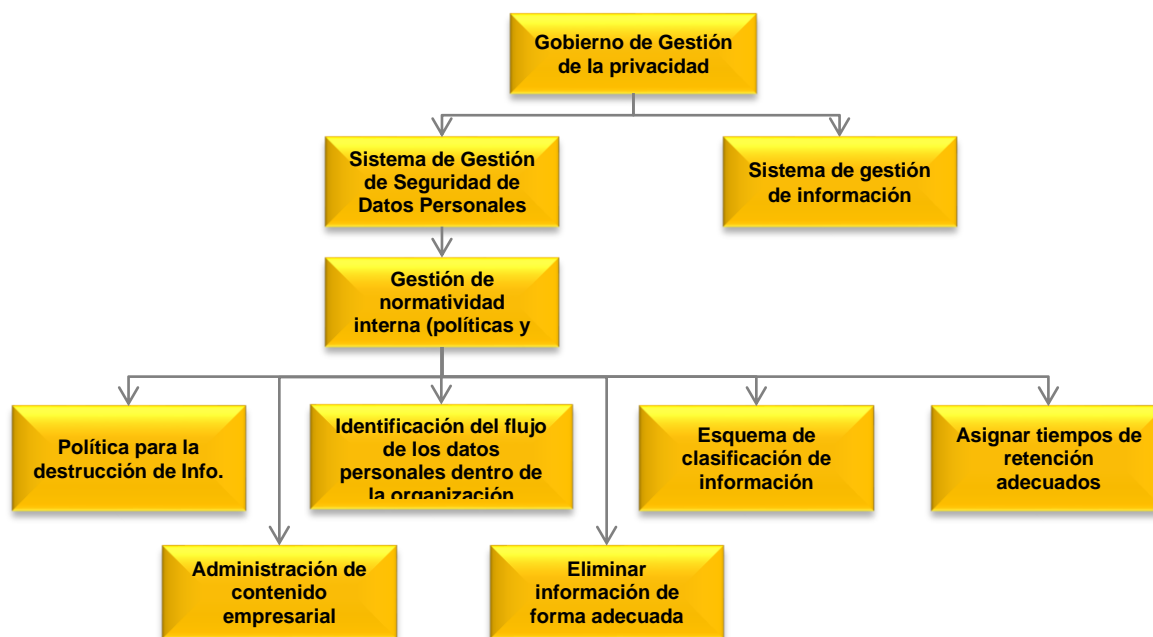 Gobierno de Gestión
de la privacidad
Sistema de Gestión
de Seguridad de
Datos Personales
Sistema de gestión
de información
Gestión de
normatividad
interna (políticas y
Política para la
destrucción de Info.
Identificación del flujo
de los datos
personales dentro de
la organización
Esquema de
clasificación de
información
Asignar tiempos de
retención
adecuados
Administración de
contenido
empresarial
Eliminar
información de
forma adecuada